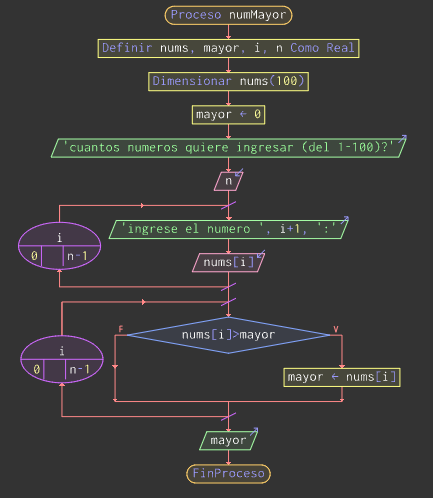 Proceso numMayor
Definir nums, mayor, i, n Como Real
Dimensionar nums(100)
mayor ← 0
'cuantos numeros quiere ingresar (del 1-100)?'
n
i
0 n-1
'ingrese el numero ', i+1, ':'
nums[i]
F
V
nums[i]>mayor
i
0 n-1
mayor ← nums[i]
mayor
FinProceso